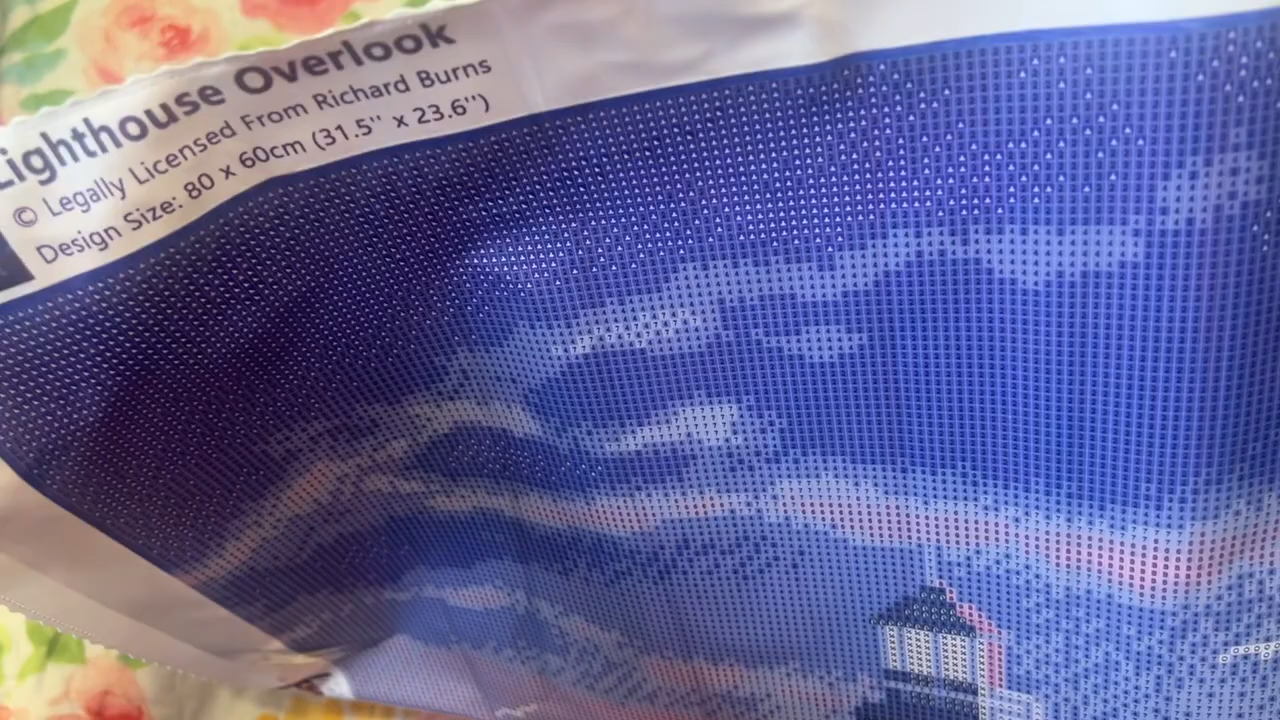 Lighthouse Overlook
© Legally Licensed From Richard Burns
Design Size: 80 x 60cm (31.5'' x 23.6'')